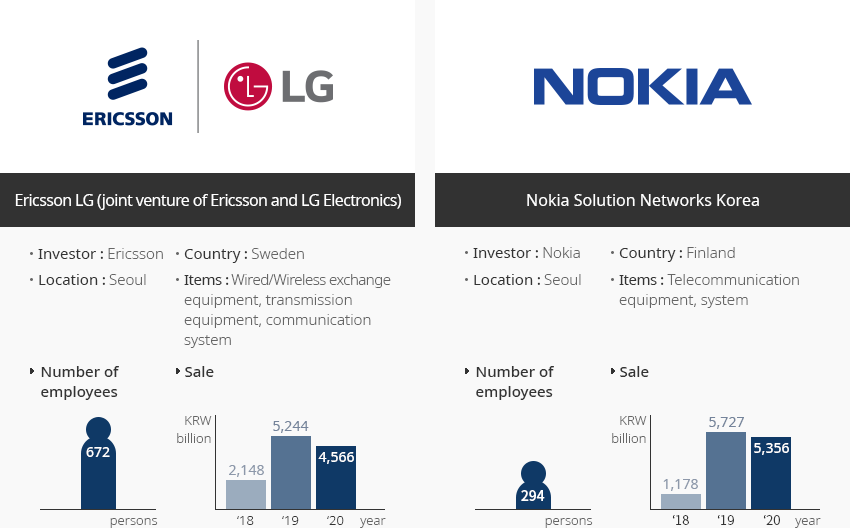 ERICSSON
LG
Ericsson LG (joint venture of Ericsson and LG Electronics)
• Investor : Ericsson
• Country : Sweden
• Location : Seoul
• Items : Wired/Wireless exchange
equipment, transmission
equipment, communication
system
Number of
employees
672
persons
Sale
KRW
billion
2,148
5,244
4,566
‘18
‘19
‘20
year
NOKIA
Nokia Solution Networks Korea
• Investor : Nokia
• Country : Finland
• Location : Seoul
• Items : Telecommunication
equipment, system
Number of
employees
294
persons
Sale
KRW
billion
1,178
5,727
5,356
‘18
‘19
‘20
year